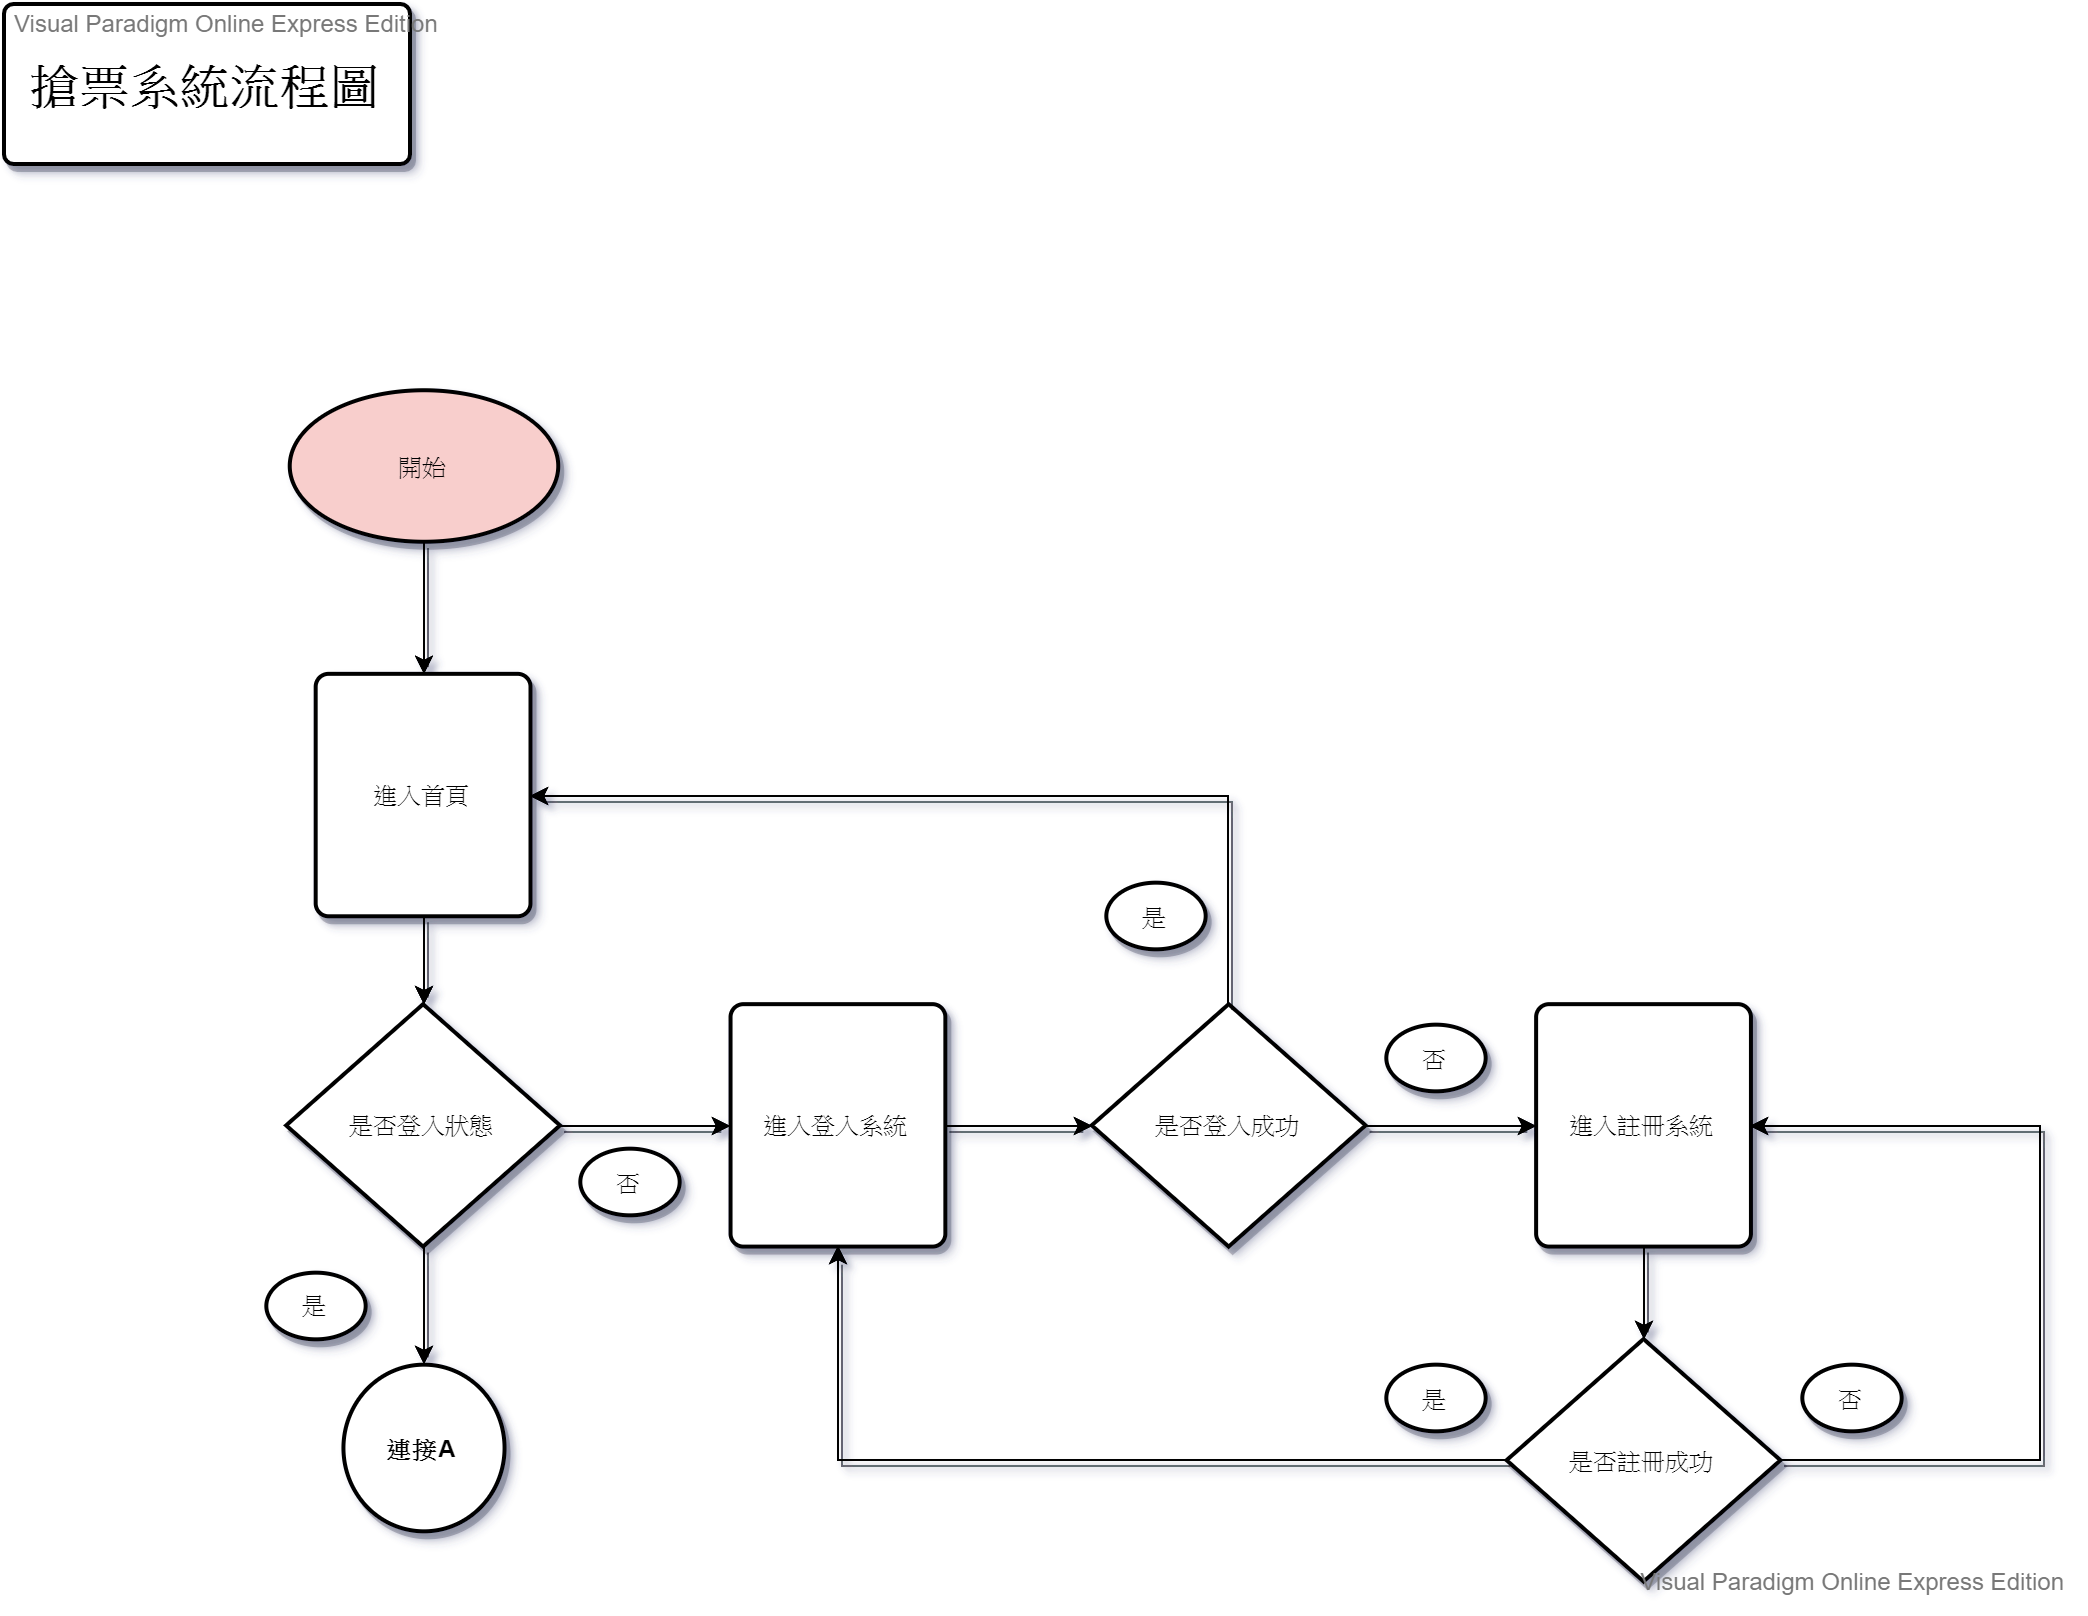 Visual Paradigm Online Express Edition
搶票系統流程圖
開始
進入首頁
是
否
是否登入狀態
進入登入系統
是否登入成功
進入註冊系統
否
是
是
否
連接A
是否註冊成功
Visual Paradigm Online Express Edition